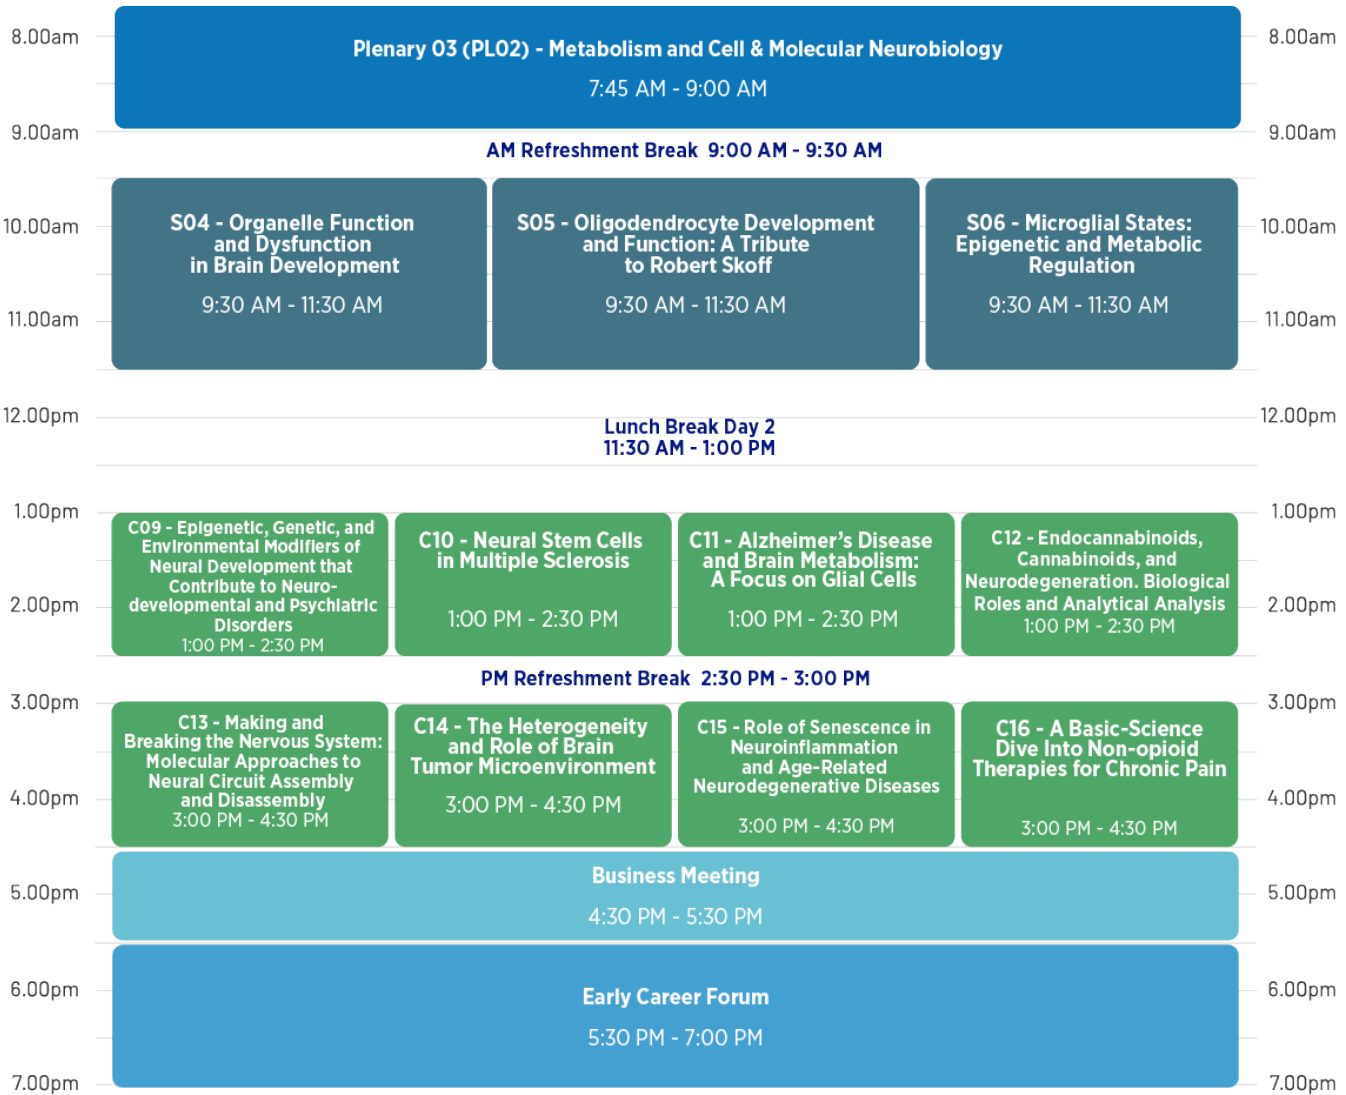 8.00am
8.00am
Plenary 03 (PL02) - Metabolism and Cell & Molecular Neurobiology
7:45 AM - 9:00 AM
9.00am
9.00am
AM Refreshment Break 9:00 AM - 9:30 AM
10.00am
10.00am
S04 - Organelle Function
and Dysfunction
in Brain Development
9:30 AM - 11:30 AM
S05 - Oligodendrocyte Development
and Function: A Tribute
to Robert Skoff
9:30 AM - 11:30 AM
S06 - Microglial States:
Epigenetic and Metabolic
Regulation
9:30 AM - 11:30 AM
11.00am
11.00am
12.00pm
12.00pm
Lunch Break Day 2
11:30 AM - 1:00 PM
1.00pm
1.00pm
C09 - Epigenetic, Genetic, and
Environmental Modifiers of
Neural Development that
Contribute to Neuro-
developmental and Psychiatric
Disorders
1:00 PM - 2:30 PM
C10 - Neural Stem Cells
in Multiple Sclerosis
1:00 PM - 2:30 PM
C11 - Alzheimer's Disease
and Brain Metabolism:
A Focus on Glial Cells
1:00 PM - 2:30 PM
C12 - Endocannabinoids,
Cannabinoids, and
Neurodegeneration. Biological
Roles and Analytical Analysis
1:00 PM - 2:30 PM
2.00pm
2.00pm
PM Refreshment Break 2:30 PM - 3:00 PM
3.00pm
3.00pm
C13 - Making and
Breaking the Nervous System:
Molecular Approaches to
Neural Circuit Assembly
and Disassembly
3:00 PM - 4:30 PM
C14 - The Heterogeneity
and Role of Brain
Tumor Microenvironment
3:00 PM - 4:30 PM
C15 - Role of Senescence in
Neuroinflammation
and Age-Related
Neurodegenerative Diseases
3:00 PM - 4:30 PM
C16 - A Basic-Science
Dive Into Non-opioid
Therapies for Chronic Pain
3:00 PM - 4:30 PM
4.00pm
4.00pm
Business Meeting
4:30 PM - 5:30 PM
5.00pm
5.00pm
6.00pm
6.00pm
Early Career Forum
5:30 PM - 7:00 PM
7.00pm
7.00pm